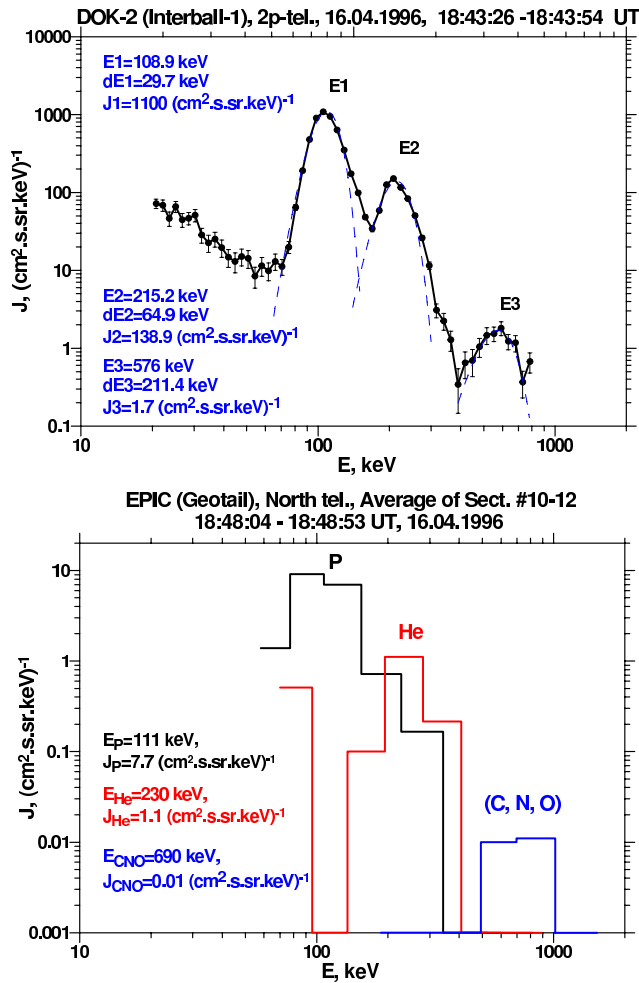 DOK-2 (Interball-1), 2p-tel., 16.04.1996, 18:43:26 -18:43:54 UT
10000
1000
100
10
1
0.1
J, (cm².s.sr.keV)⁻¹
E1=108.9 keV
dE1=29.7 keV
J1=1100 (cm².s.sr.keV)⁻¹
E1
E2
E3
E2=215.2 keV
dE2=64.9 keV
J2=138.9 (cm².s.sr.keV)⁻¹
E3=576 keV
dE3=211.4 keV
J3=1.7 (cm².s.sr.keV)⁻¹
10 100 1000
E, keV
EPIC (Geotail), North tel., Average of Sect. #10-12
18:48:04 - 18:48:53 UT, 16.04.1996
10
1
0.1
0.01
0.001
J, (cm².s.sr.keV)⁻¹
P
He
(C, N, O)
E_P=111 keV,
J_P=7.7 (cm².s.sr.keV)⁻¹
E_He=230 keV,
J_He=1.1 (cm².s.sr.keV)⁻¹
E_CNO=690 keV,
J_CNO=0.01 (cm².s.sr.keV)⁻¹
10 100 1000
E, keV